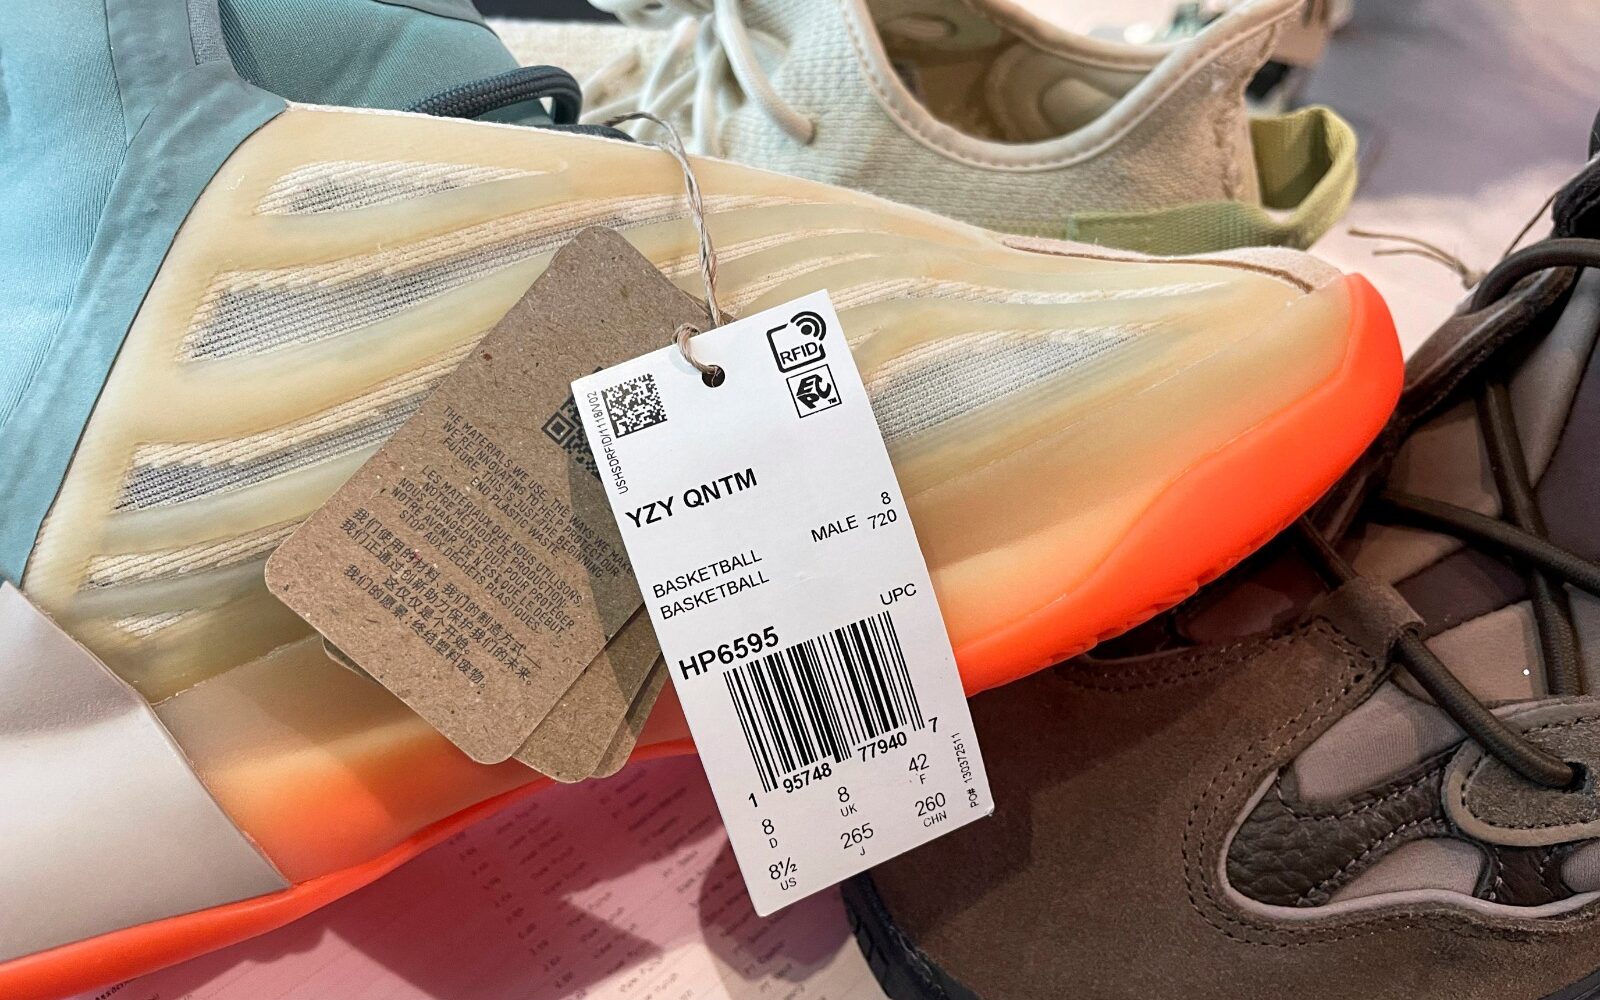 RFID
EPC
TM
USHSDRFID/1118/V02
YZY QNTM
8
MALE 720
BASKETBALL
BASKETBALL
UPC
HP6595
1 95748 77940 7
8 D
8 UK
42 F
8½ US
265 J
260 CHN
PO# 130372511
THE MATERIALS WE USE. THE WAYS WE MAKE.
WE'RE INNOVATING TO HELP PROTECT OUR
FUTURE. THIS IS JUST THE BEGINNING.
END PLASTIC WASTE.
LES MATÉRIAUX QUE NOUS UTILISONS,
NOTRE MÉTHODE DE PRODUCTION.
NOUS CHANGEONS TOUT POUR PROTÉGER
NOTRE AVENIR. CE N'EST QUE LE DÉBUT.
STOP AUX DÉCHETS PLASTIQUES.
我们使用的材料，我们的制造方式—
我们正通过创新助力保护我们的未来。
这仅仅是个开始。
我们的愿景：终结塑料废物。